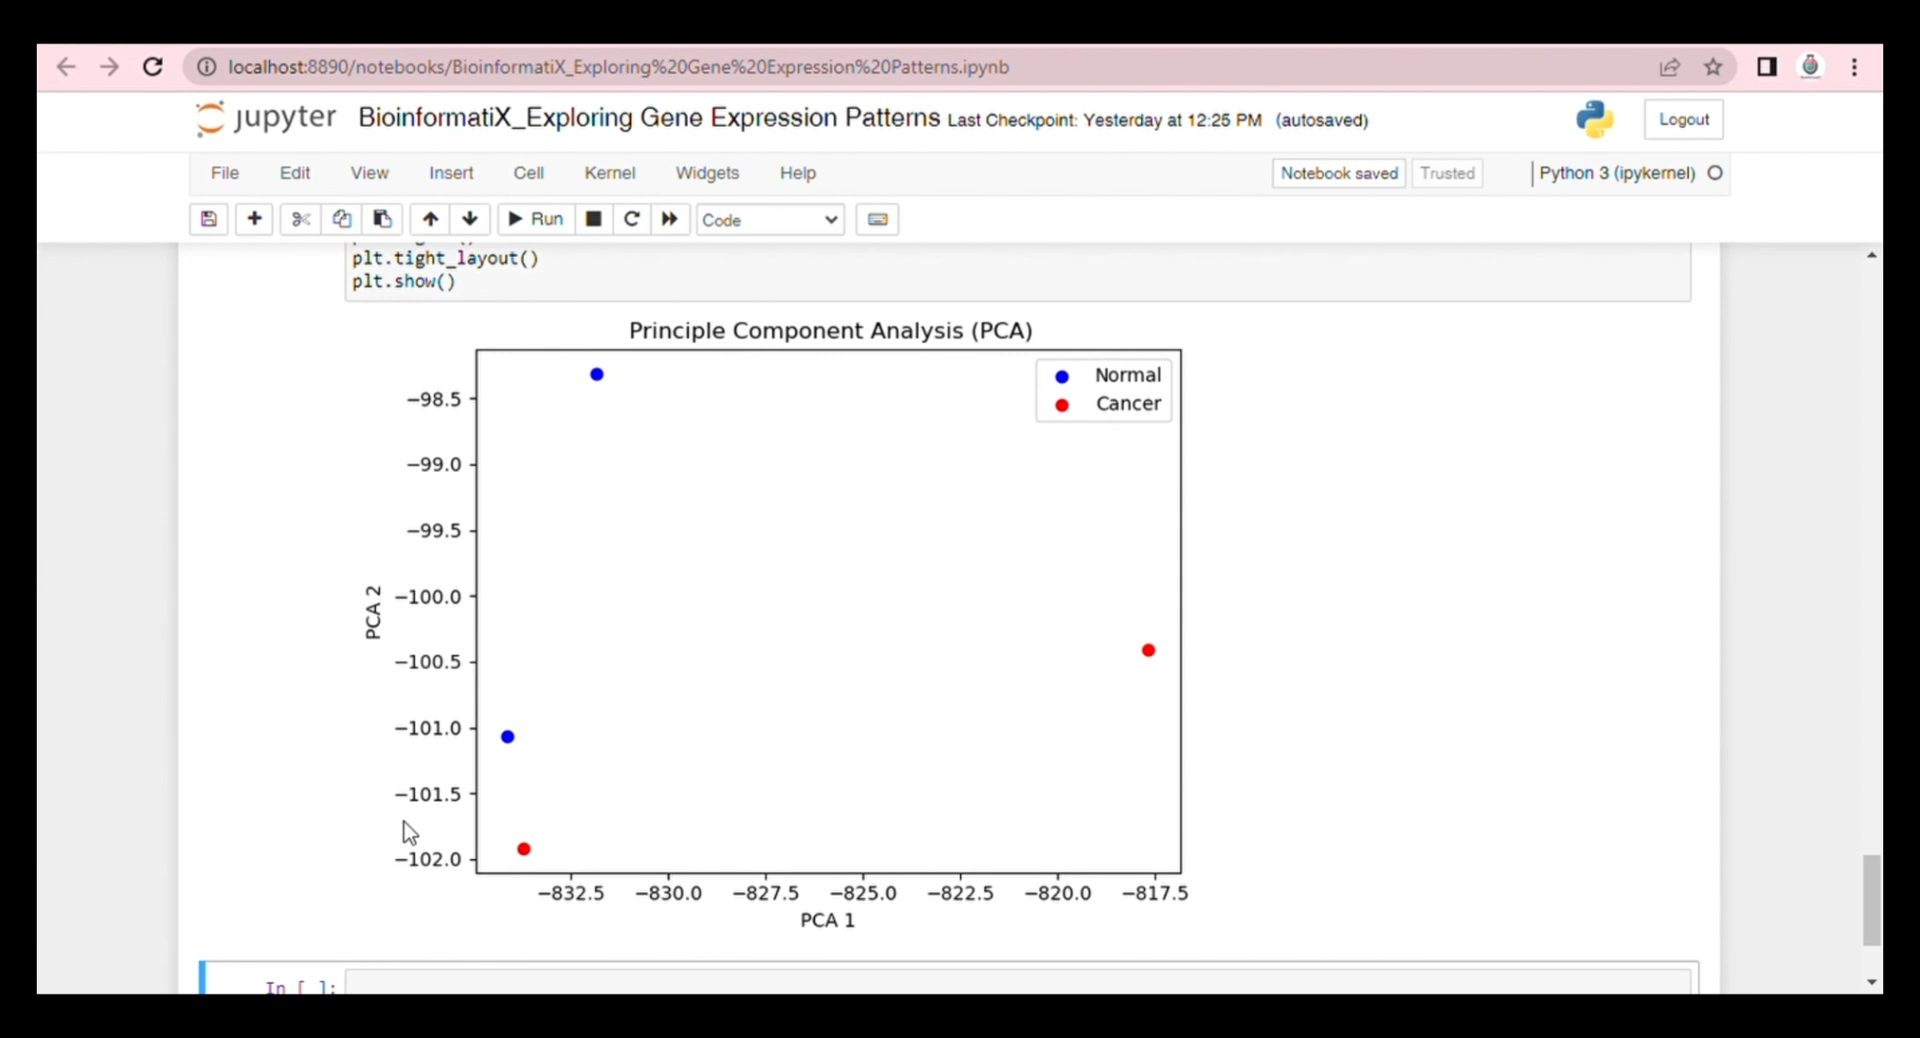 localhost:8890/notebooks/BioinformatiX_Exploring%20Gene%20Expression%20Patterns.ipynb
jupyter BioinformatiX_Exploring Gene Expression Patterns Last Checkpoint: Yesterday at 12:25 PM (autosaved) Logout
File Edit View Insert Cell Kernel Widgets Help Notebook saved Trusted Python 3 (ipykernel)
Run Code
plt.tight_layout()
plt.show()
Principle Component Analysis (PCA)
Normal
Cancer
−98.5
−99.0
−99.5
−100.0
−100.5
−101.0
−101.5
−102.0
PCA 2
−832.5 −830.0 −827.5 −825.0 −822.5 −820.0 −817.5
PCA 1
In [ ]: